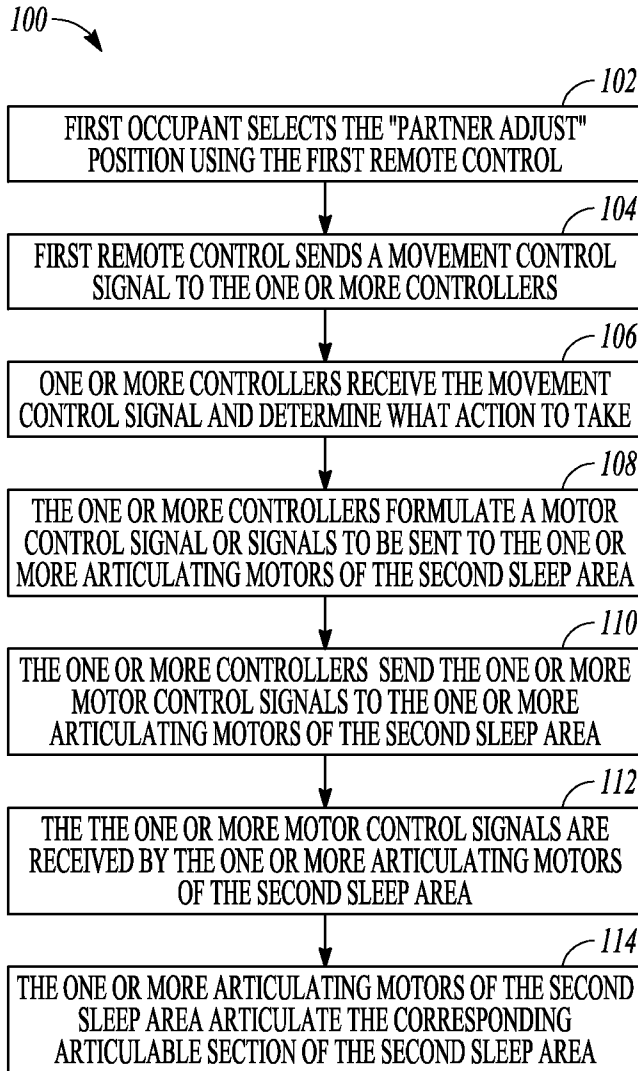 100
102
FIRST OCCUPANT SELECTS THE "PARTNER ADJUST"
POSITION USING THE FIRST REMOTE CONTROL
104
FIRST REMOTE CONTROL SENDS A MOVEMENT CONTROL
SIGNAL TO THE ONE OR MORE CONTROLLERS
106
ONE OR MORE CONTROLLERS RECEIVE THE MOVEMENT
CONTROL SIGNAL AND DETERMINE WHAT ACTION TO TAKE
108
THE ONE OR MORE CONTROLLERS FORMULATE A MOTOR
CONTROL SIGNAL OR SIGNALS TO BE SENT TO THE ONE OR
MORE ARTICULATING MOTORS OF THE SECOND SLEEP AREA
110
THE ONE OR MORE CONTROLLERS SEND THE ONE OR MORE
MOTOR CONTROL SIGNALS TO THE ONE OR MORE
ARTICULATING MOTORS OF THE SECOND SLEEP AREA
112
THE THE ONE OR MORE MOTOR CONTROL SIGNALS ARE
RECEIVED BY THE ONE OR MORE ARTICULATING MOTORS
OF THE SECOND SLEEP AREA
114
THE ONE OR MORE ARTICULATING MOTORS OF THE SECOND
SLEEP AREA ARTICULATE THE CORRESPONDING
ARTICULABLE SECTION OF THE SECOND SLEEP AREA